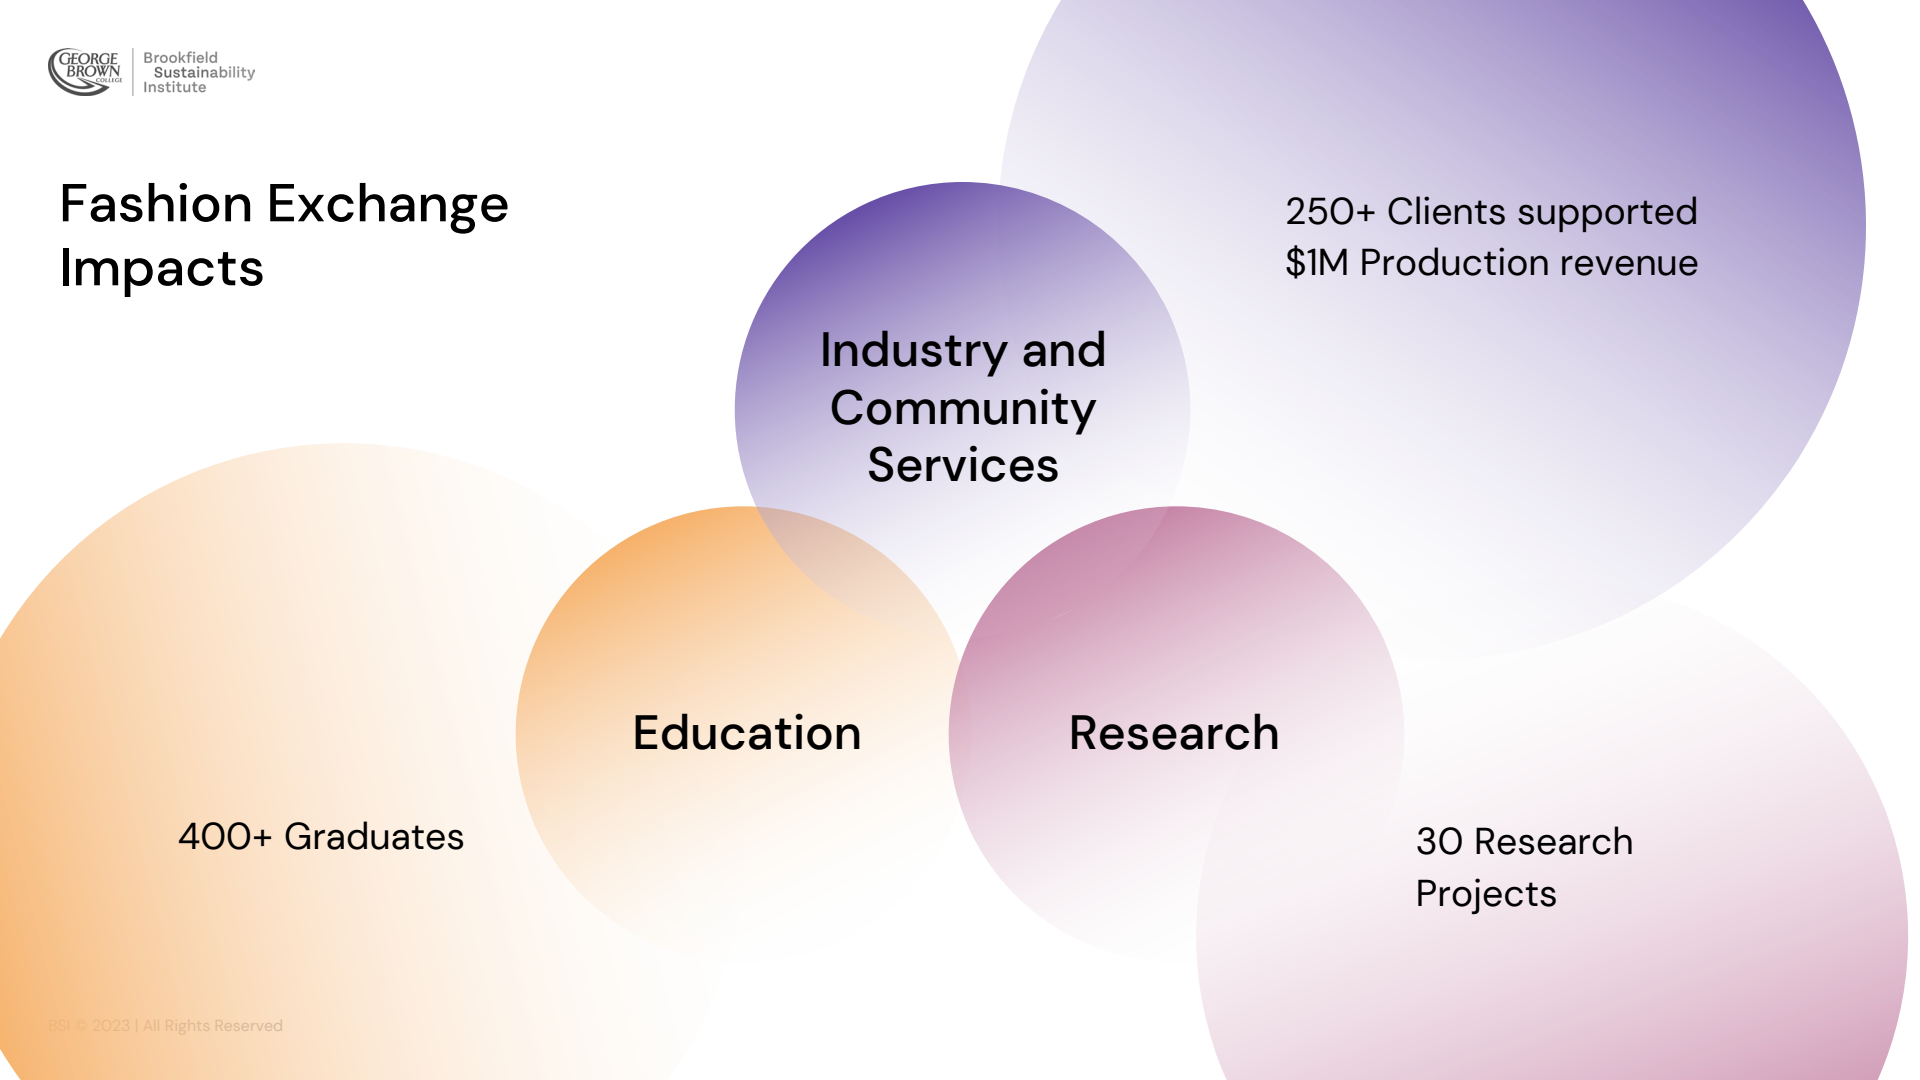 GEORGE
BROWN
COLLEGE
Brookfield
Sustainability
Institute
Fashion Exchange
Impacts
250+ Clients supported
$1M Production revenue
Industry and
Community
Services
Education
Research
400+ Graduates
30 Research
Projects
BSI © 2023 | All Rights Reserved